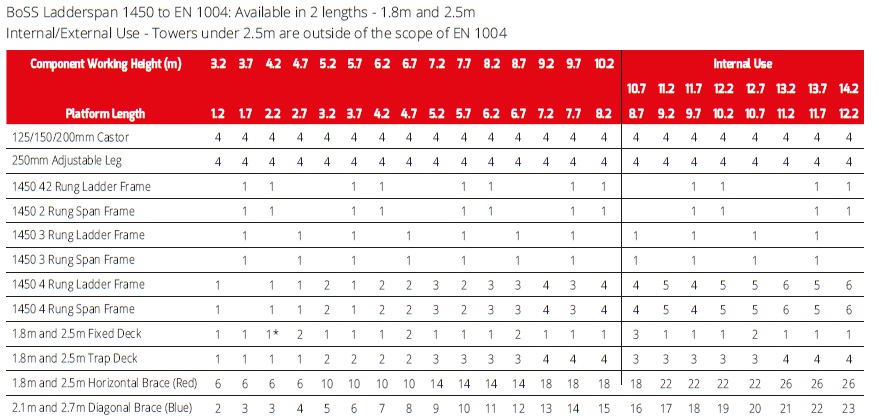 BoSS Ladderspan 1450 to EN 1004: Available in 2 lengths - 1.8m and 2.5m
Internal/External Use - Towers under 2.5m are outside of the scope of EN 1004
Component Working Height (m) 3.2 3.7 4.2 4.7 5.2 5.7 6.2 6.7 7.2 7.7 8.2 8.7 9.2 9.7 10.2 Internal Use
10.7 11.2 11.7 12.2 12.7 13.2 13.7 14.2
Platform Length 1.2 1.7 2.2 2.7 3.2 3.7 4.2 4.7 5.2 5.7 6.2 6.7 7.2 7.7 8.2 8.7 9.2 9.7 10.2 10.7 11.2 11.7 12.2
125/150/200mm Castor 4 4 4 4 4 4 4 4 4 4 4 4 4 4 4 4 4 4 4 4 4 4 4
250mm Adjustable Leg 4 4 4 4 4 4 4 4 4 4 4 4 4 4 4 4 4 4 4 4 4 4 4
1450 42 Rung Ladder Frame 1 1 1 1 1 1 1 1 1 1 1 1
1450 2 Rung Span Frame 1 1 1 1 1 1 1 1 1 1 1 1
1450 3 Rung Ladder Frame 1 1 1 1 1 1 1 1 1 1 1
1450 3 Rung Span Frame 1 1 1 1 1 1 1 1 1 1 1
1450 4 Rung Ladder Frame 1 1 1 2 1 2 2 3 2 3 3 4 3 4 4 5 4 5 5 6 5 6
1450 4 Rung Span Frame 1 1 1 2 1 2 2 3 2 3 3 4 3 4 4 5 4 5 5 6 5 6
1.8m and 2.5m Fixed Deck 1 1 1* 2 1 1 1 2 1 1 1 2 1 1 1 3 1 1 1 2 1 1 1
1.8m and 2.5m Trap Deck 1 1 1 1 2 2 2 2 3 3 3 3 4 4 4 3 3 3 3 3 4 4 4
1.8m and 2.5m Horizontal Brace (Red) 6 6 6 6 10 10 10 10 14 14 14 14 18 18 18 18 22 22 22 22 26 26 26
2.1m and 2.7m Diagonal Brace (Blue) 2 3 3 4 5 6 7 8 9 10 11 12 13 14 15 16 17 18 19 20 21 22 23